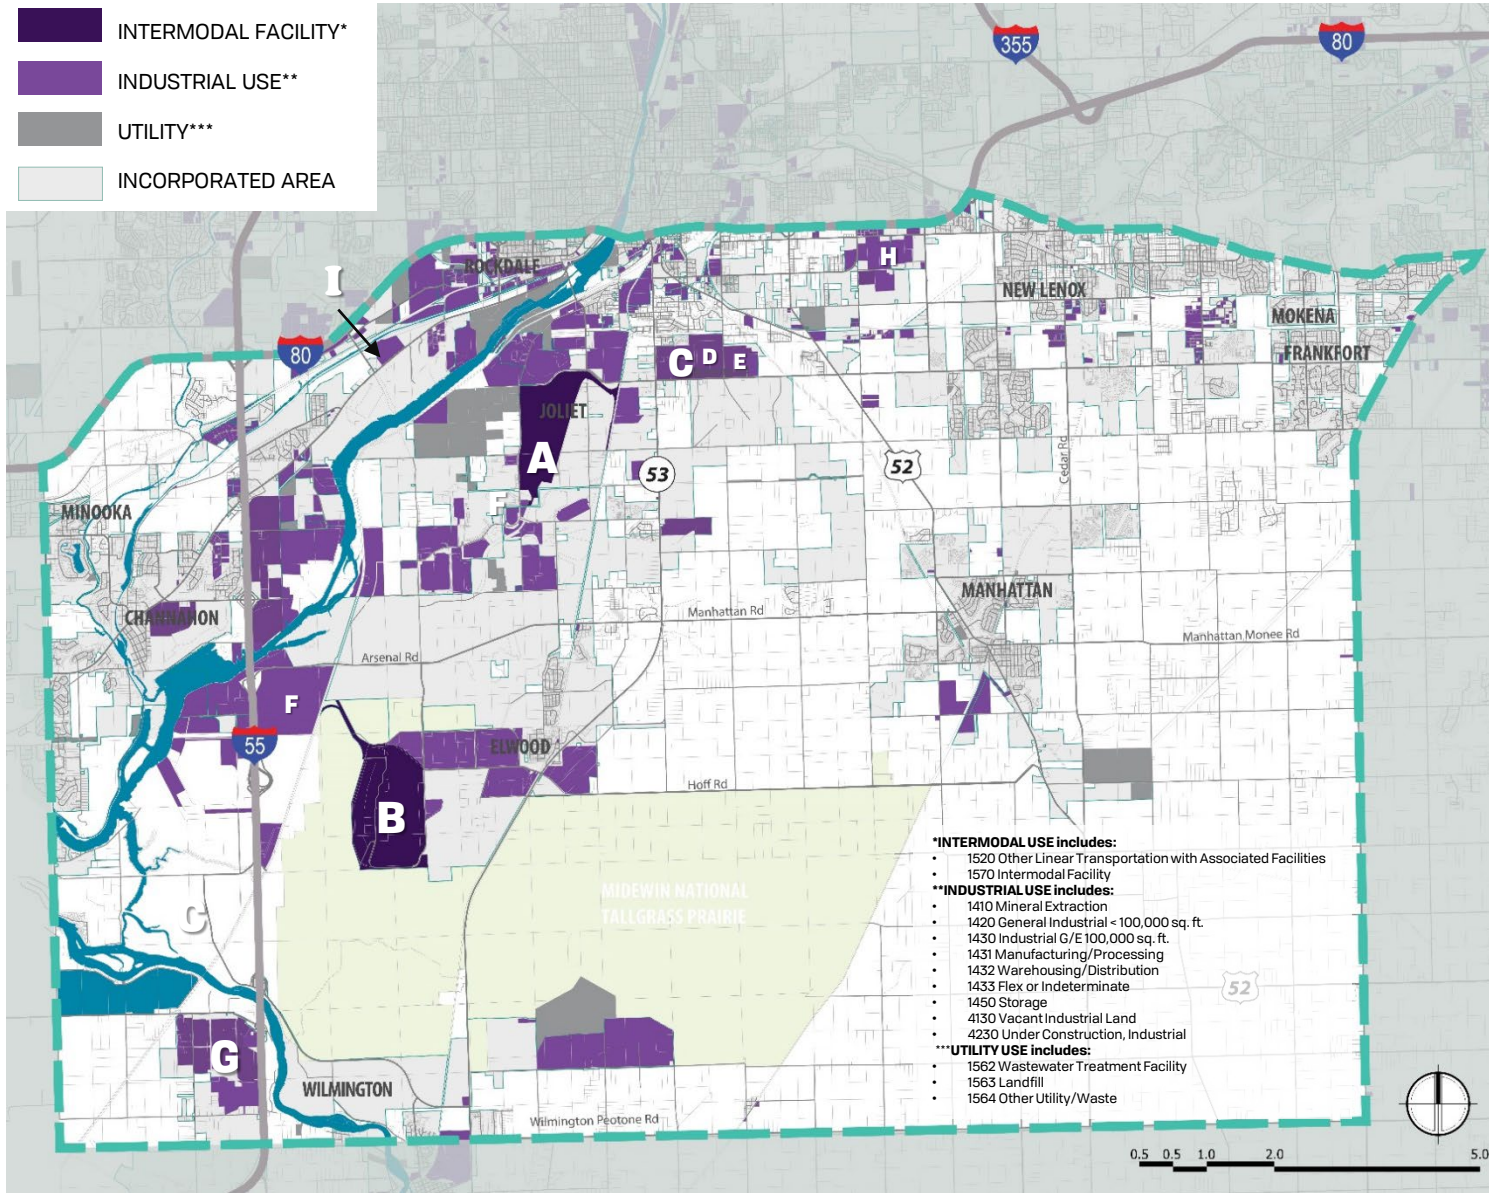 INTERMODAL FACILITY*
INDUSTRIAL USE**
UTILITY***
INCORPORATED AREA
355
80
I
ROCKDALE
H
NEW LENOX
MOKENA
FRANKFORT
80
C D E
JOLIET
A
53
52
Cedar Rd
F
MINOOKA
CHANNAHON
MANHATTAN
Manhattan Rd
Manhattan Monee Rd
Arsenal Rd
F
55
ELWOOD
Hoff Rd
B
MIDEWIN NATIONAL
TALLGRASS PRAIRIE
G
G
WILMINGTON
Wilmington Peotone Rd
*INTERMODAL USE includes:
• 1520 Other Linear Transportation with Associated Facilities
• 1570 Intermodal Facility
**INDUSTRIAL USE includes:
• 1410 Mineral Extraction
• 1420 General Industrial < 100,000 sq. ft.
• 1430 Industrial G/E 100,000 sq. ft.
• 1431 Manufacturing/Processing
• 1432 Warehousing/Distribution
• 1433 Flex or Indeterminate
• 1450 Storage
• 4130 Vacant Industrial Land
• 4230 Under Construction, Industrial
***UTILITY USE includes:
• 1562 Wastewater Treatment Facility
• 1563 Landfill
• 1564 Other Utility/Waste
52
0.5 0.5 1.0 2.0 5.0